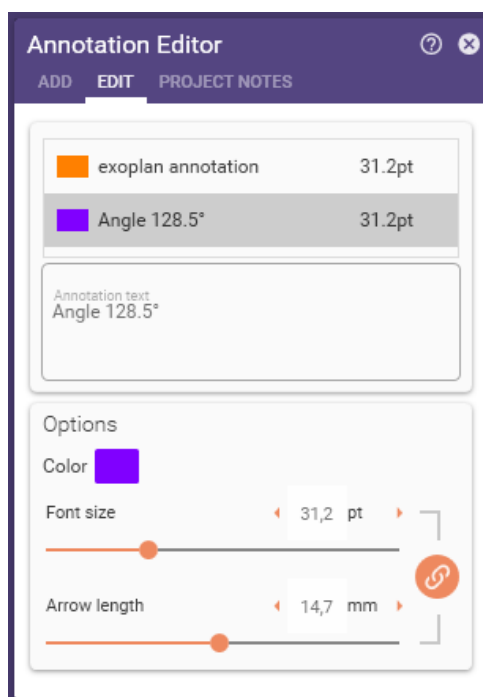 Annotation Editor
ADD EDIT PROJECT NOTES
exoplan annotation 31.2pt
Angle 128.5° 31.2pt
Annotation text
Angle 128.5°
Options
Color
Font size 31,2 pt
Arrow length 14,7 mm